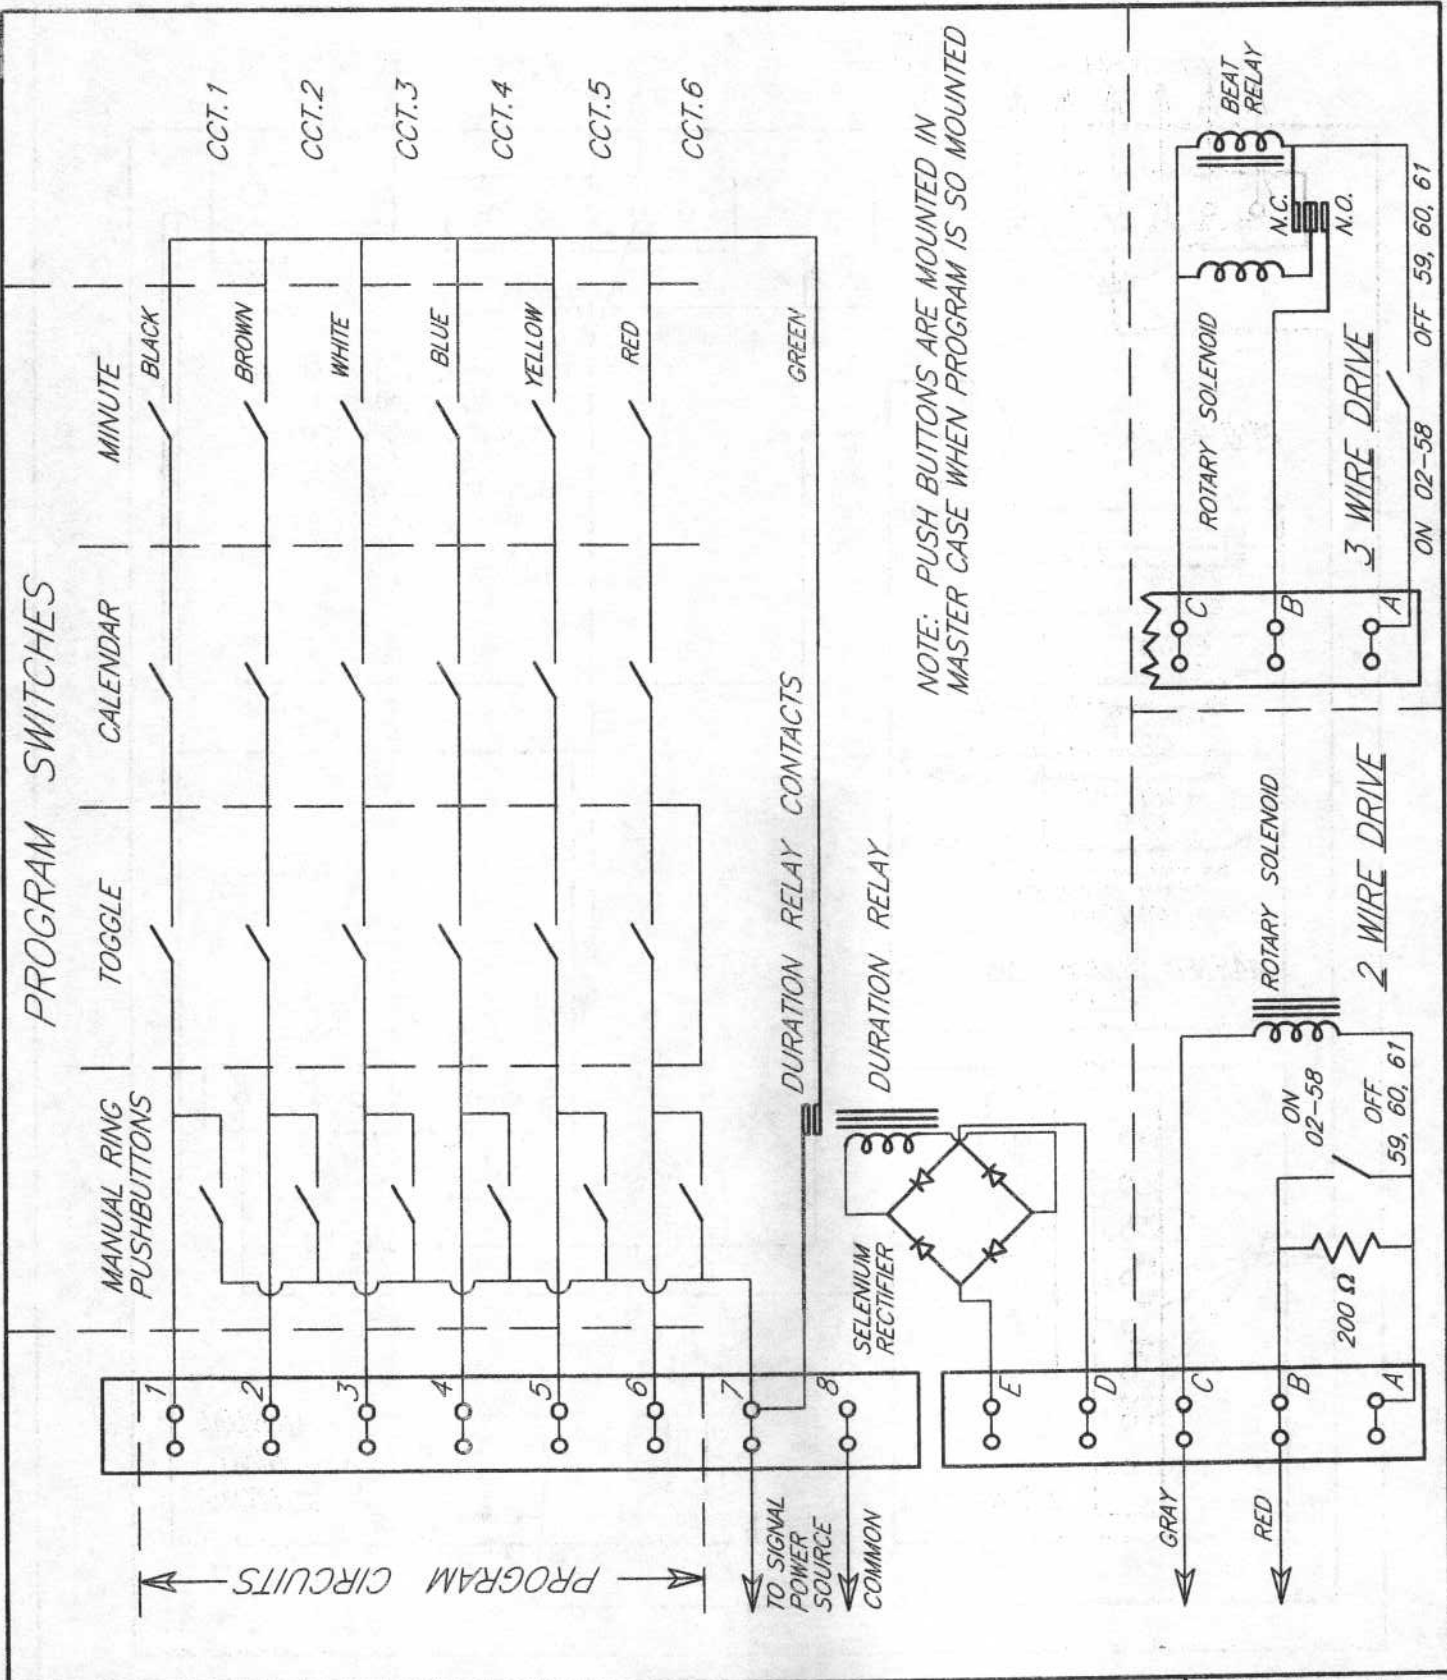 PROGRAM SWITCHES
MANUAL RING
PUSHBUTTONS
TOGGLE
CALENDAR
MINUTE
PROGRAM CIRCUITS
1
BLACK
CCT.1
2
BROWN
CCT.2
3
WHITE
CCT.3
4
BLUE
CCT.4
5
YELLOW
CCT.5
6
RED
CCT.6
7
TO SIGNAL
POWER
SOURCE
GREEN
DURATION RELAY CONTACTS
8
COMMON
DURATION RELAY
SELENIUM
RECTIFIER
NOTE: PUSH BUTTONS ARE MOUNTED IN
MASTER CASE WHEN PROGRAM IS SO MOUNTED
E
D
C
GRAY
B
RED
A
200 Ω
ON
02-58
OFF
59, 60, 61
ROTARY SOLENOID
2 WIRE DRIVE
C
B
A
ROTARY SOLENOID
BEAT
RELAY
N.C.
N.O.
3 WIRE DRIVE
ON 02-58 OFF 59, 60, 61